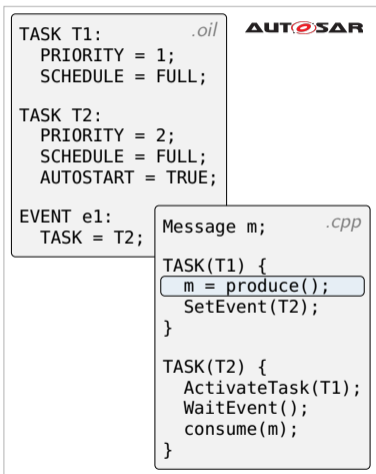 .oil
AUTOSAR
TASK T1:
PRIORITY = 1;
SCHEDULE = FULL;
TASK T2:
PRIORITY = 2;
SCHEDULE = FULL;
AUTOSTART = TRUE;
EVENT e1:
TASK = T2;
.cpp
Message m;
TASK(T1) {
m = produce();
SetEvent(T2);
}
TASK(T2) {
ActivateTask(T1);
WaitEvent();
consume(m);
}